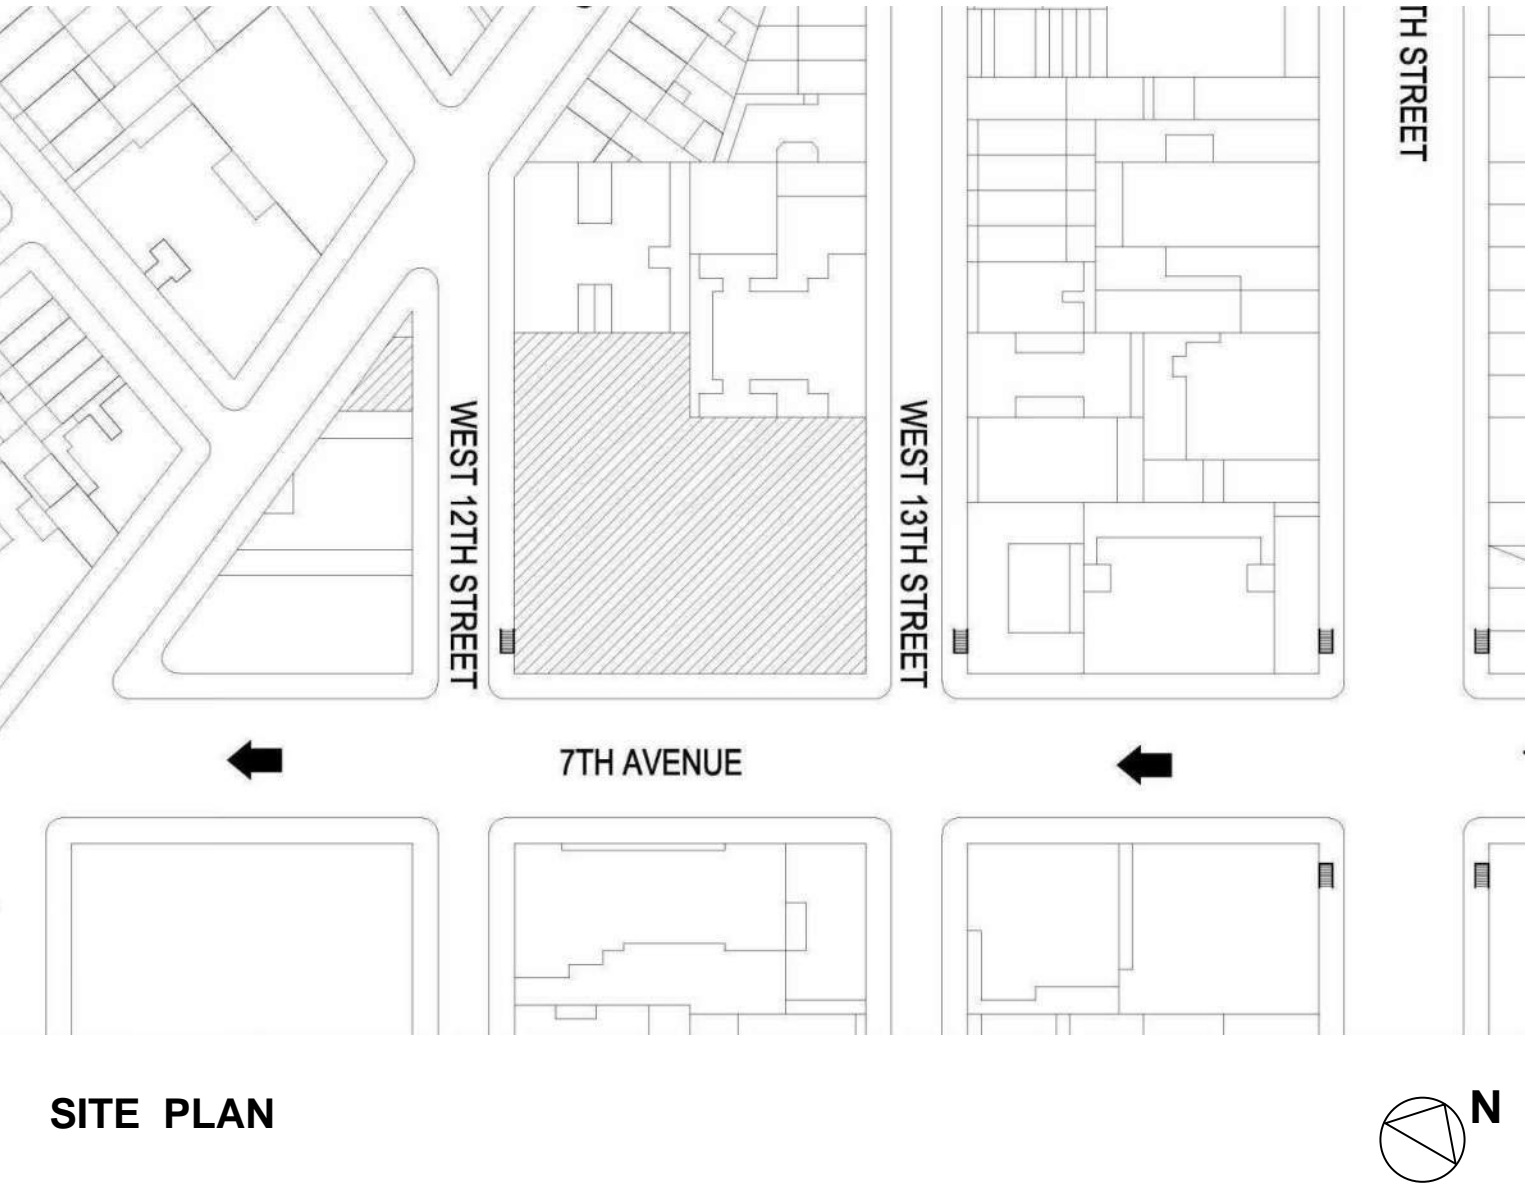 TH STREET
WEST 12TH STREET
WEST 13TH STREET
7TH AVENUE
SITE PLAN
N